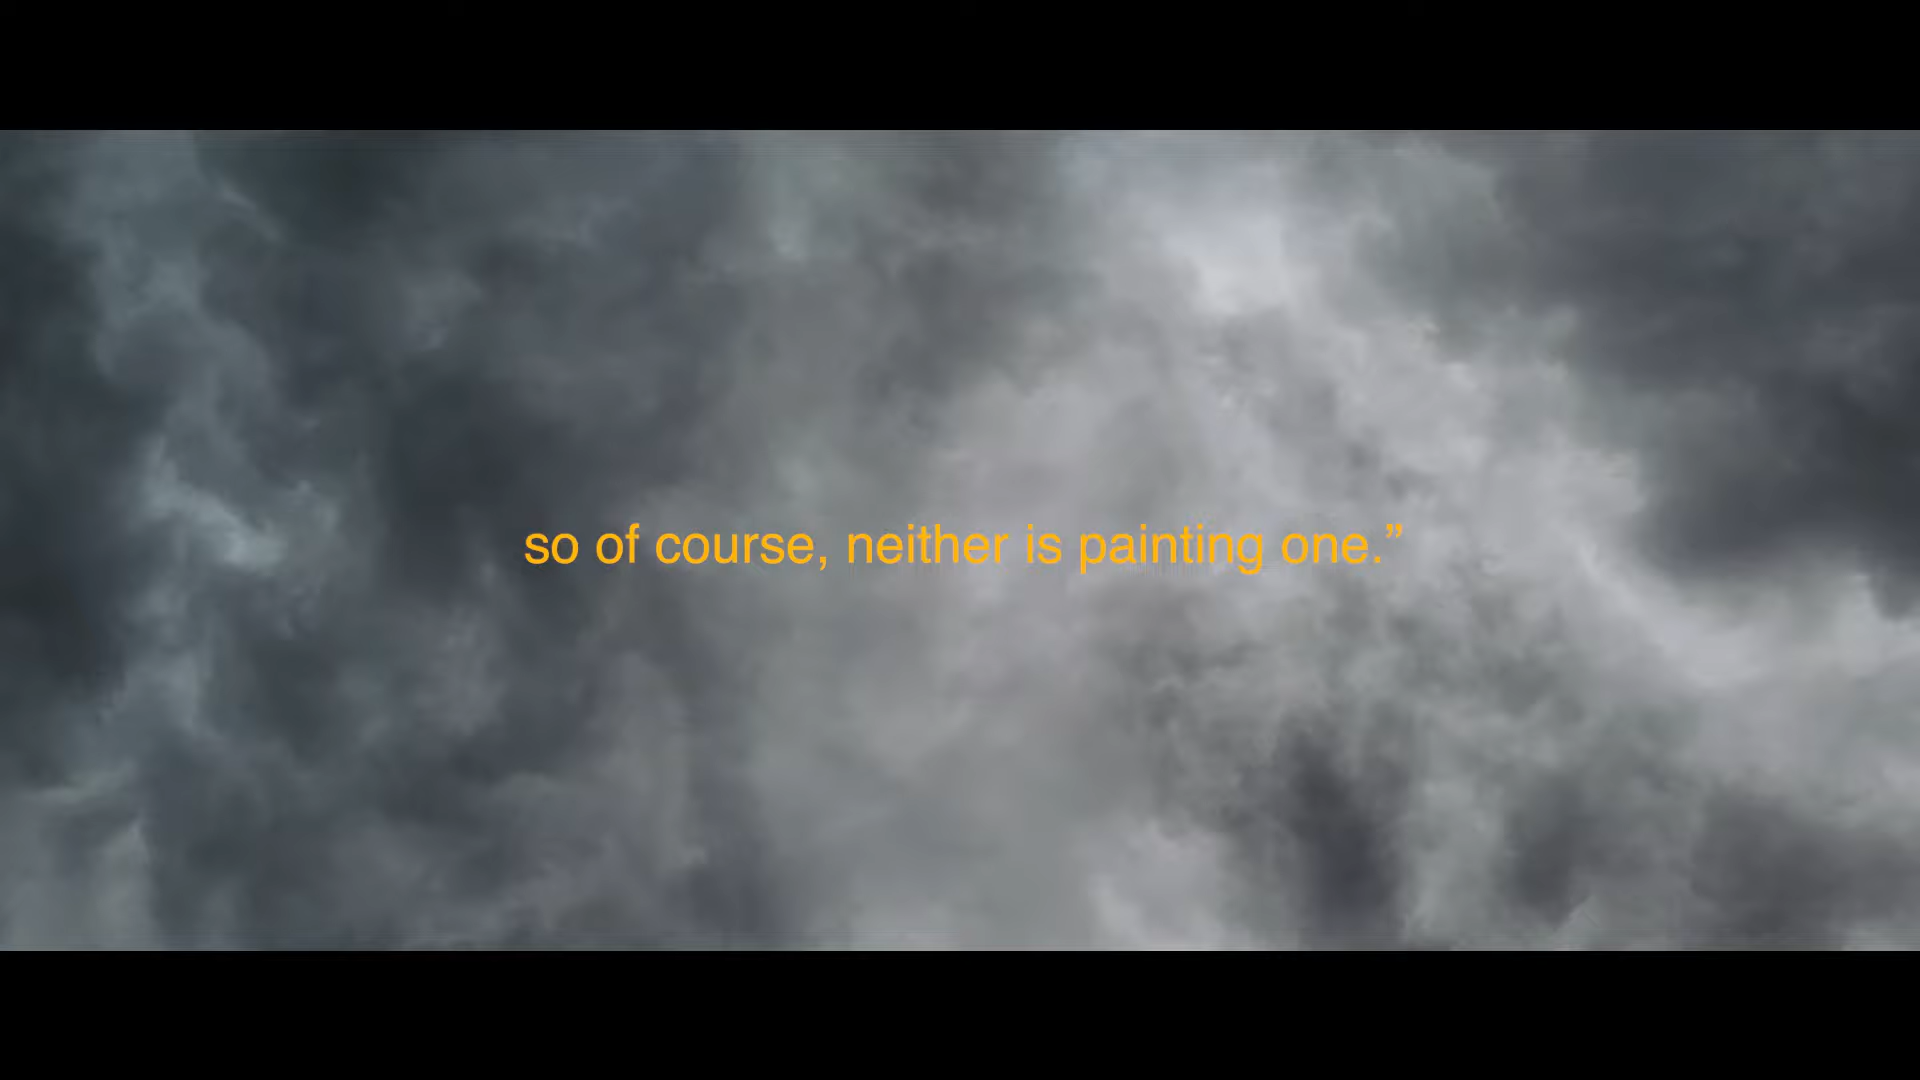 so of course, neither is painting one.”